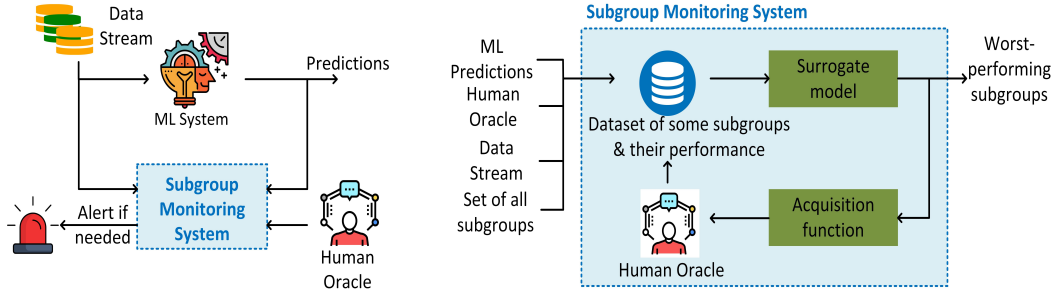 Data
Stream
ML System
Predictions
Subgroup
Monitoring
System
Alert if
needed
Human
Oracle
Subgroup Monitoring System
ML
Predictions
Human
Oracle
Data
Stream
Set of all
subgroups
Dataset of some subgroups
& their performance
Surrogate
model
Worst-
performing
subgroups
Acquisition
function
Human Oracle